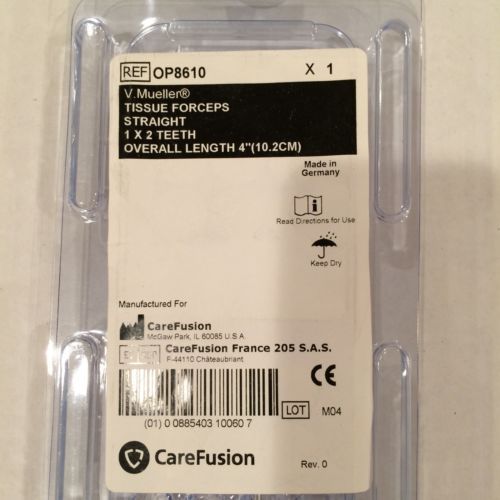 REF OP8610 X 1
V.Mueller®
TISSUE FORCEPS
STRAIGHT
1 X 2 TEETH
OVERALL LENGTH 4"(10.2CM)
Made in
Germany
Read Directions for Use
Keep Dry
Manufactured For
CareFusion
McGaw Park, IL 60085 U.S.A.
CareFusion France 205 S.A.S.
F-44110 Châteaubriant
CE
LOT M04
(01) 0 0885403 10060 7
CareFusion
Rev. 0